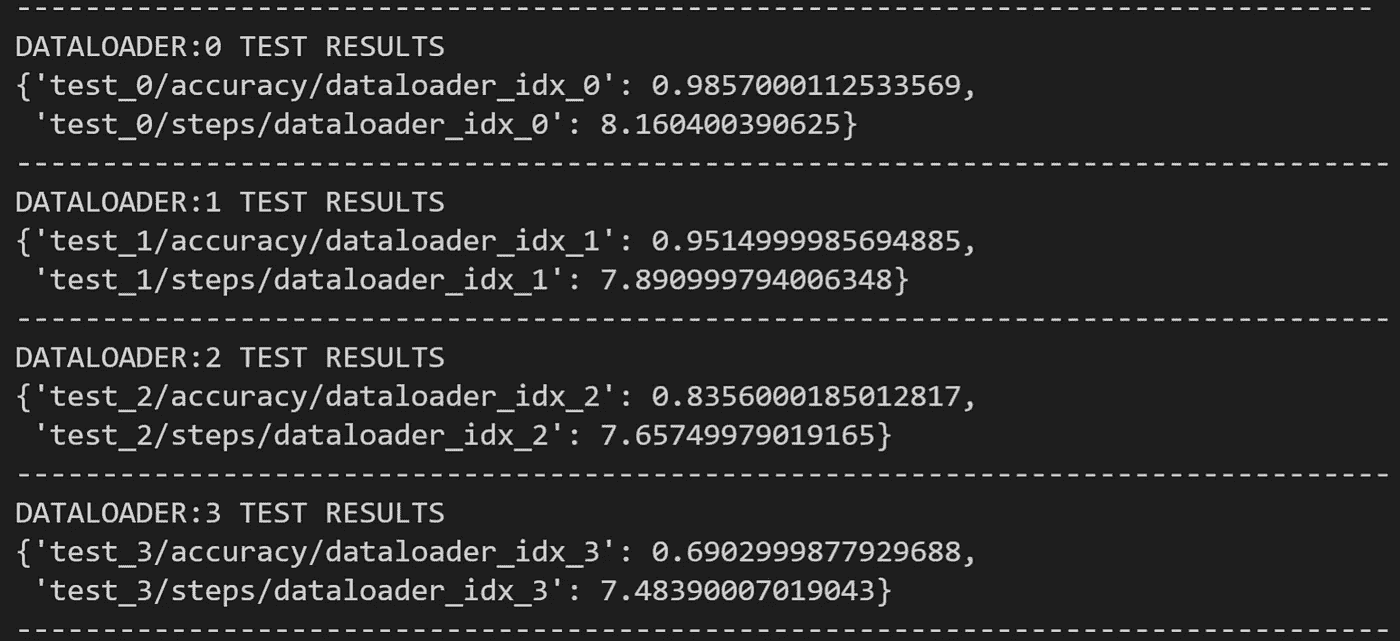 --------------------------------------------------------------------------------
DATALOADER:0 TEST RESULTS
{'test_0/accuracy/dataloader_idx_0': 0.9857000112533569,
 'test_0/steps/dataloader_idx_0': 8.160400390625}
--------------------------------------------------------------------------------
DATALOADER:1 TEST RESULTS
{'test_1/accuracy/dataloader_idx_1': 0.9514999985694885,
 'test_1/steps/dataloader_idx_1': 7.890999794006348}
--------------------------------------------------------------------------------
DATALOADER:2 TEST RESULTS
{'test_2/accuracy/dataloader_idx_2': 0.8356000185012817,
 'test_2/steps/dataloader_idx_2': 7.65749979019165}
--------------------------------------------------------------------------------
DATALOADER:3 TEST RESULTS
{'test_3/accuracy/dataloader_idx_3': 0.6902999877929688,
 'test_3/steps/dataloader_idx_3': 7.48390007019043}
--------------------------------------------------------------------------------